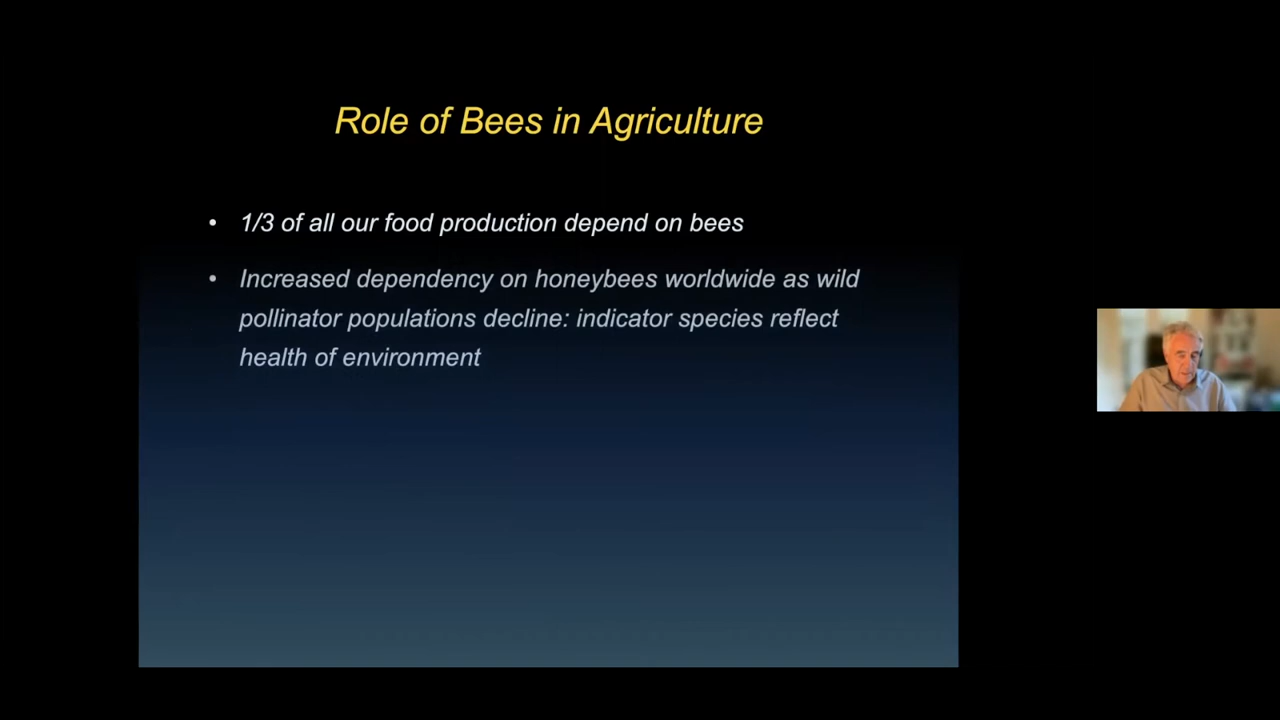 Role of Bees in Agriculture
• 1/3 of all our food production depend on bees
• Increased dependency on honeybees worldwide as wild
pollinator populations decline: indicator species reflect
health of environment